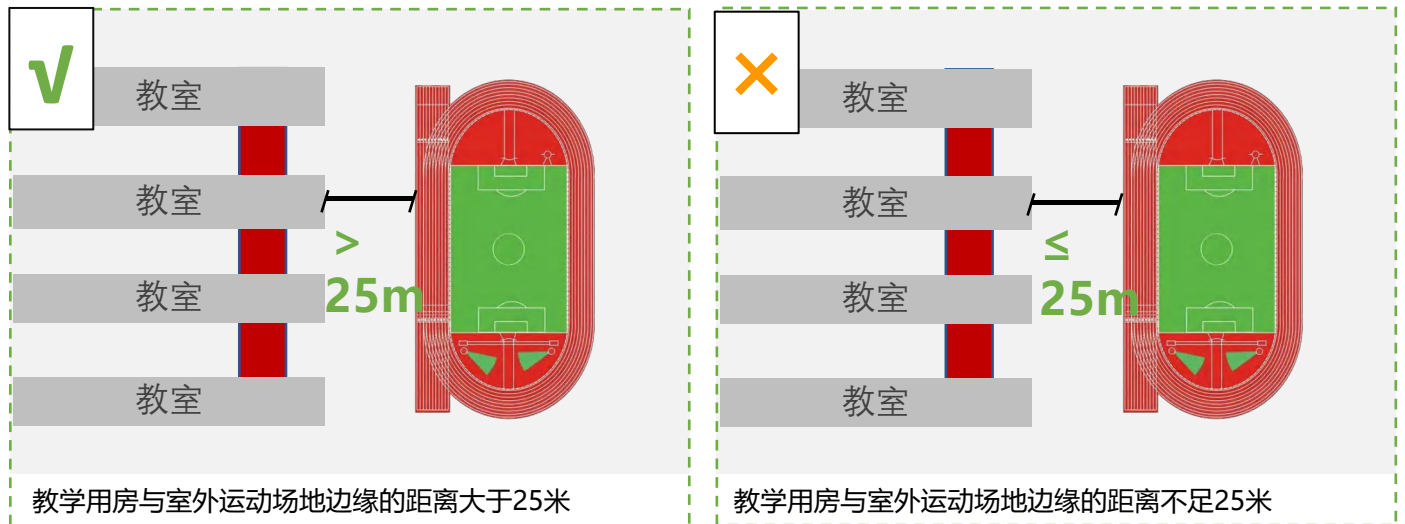 √
教室
教室
教室
教室
>
25m
教学用房与室外运动场地边缘的距离大于25米
×
教室
教室
教室
教室
≤
25m
教学用房与室外运动场地边缘的距离不足25米